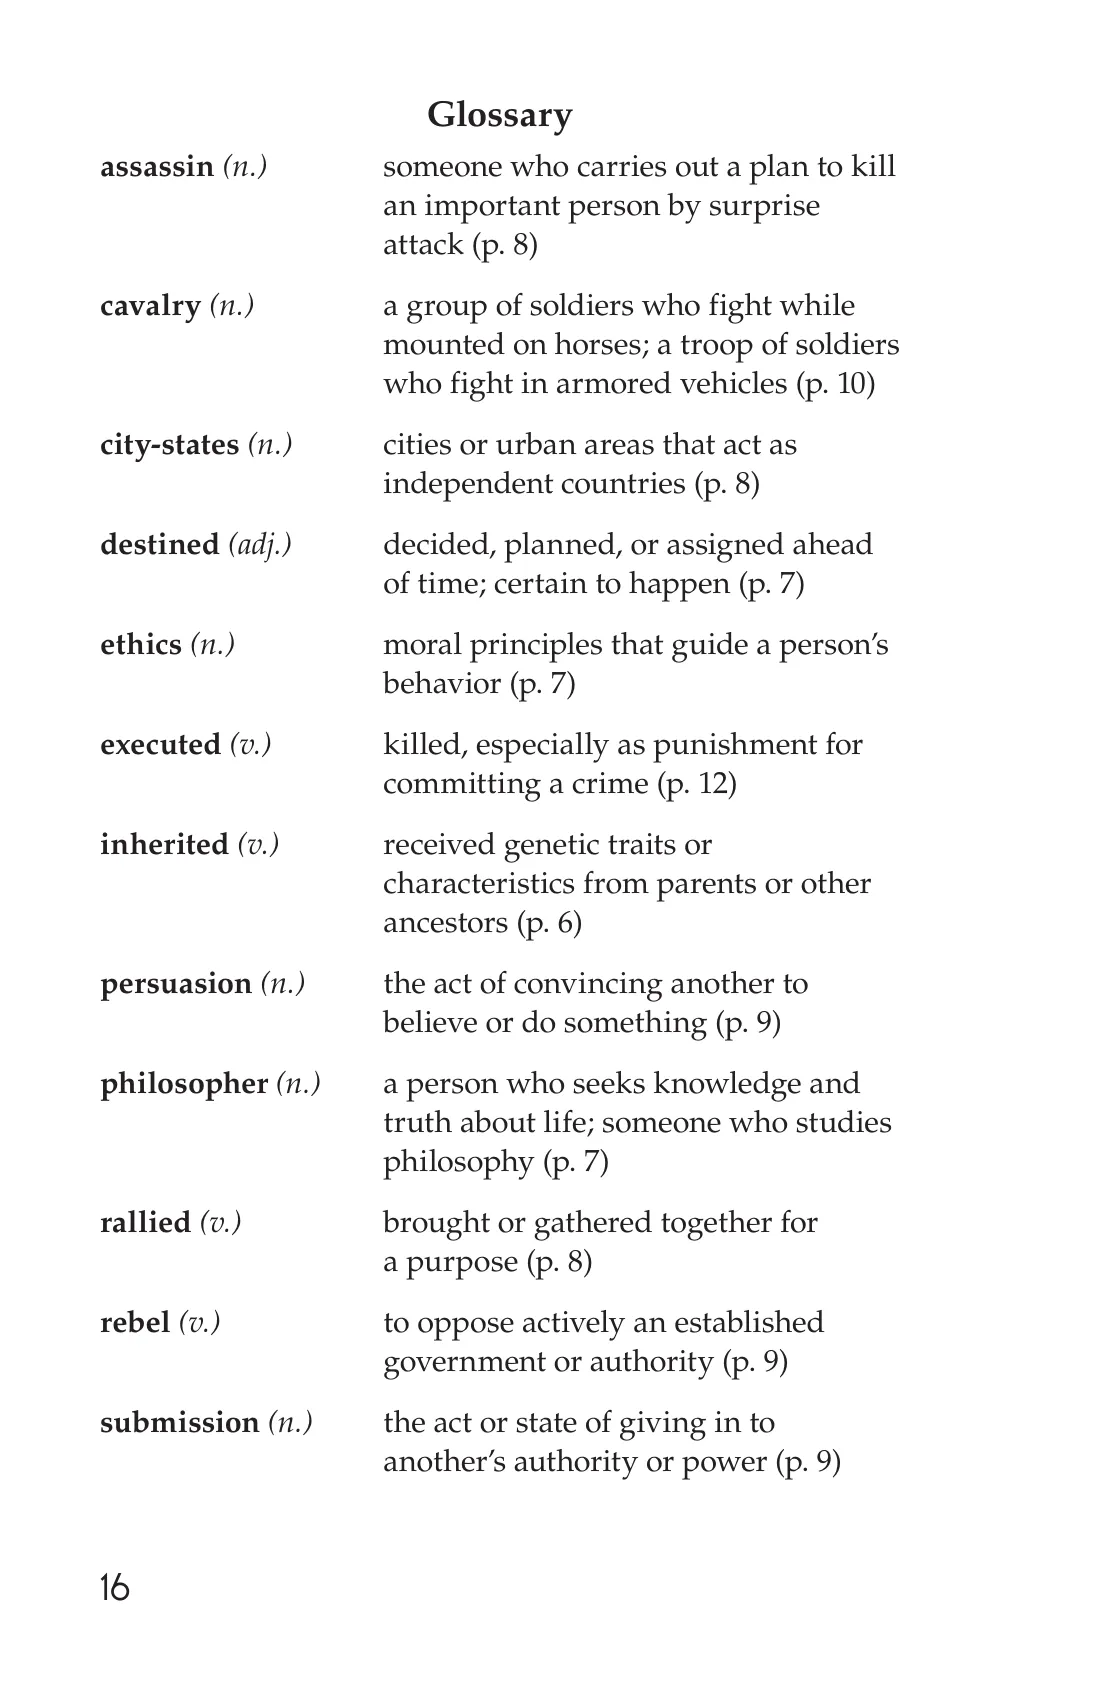 Glossary
assassin (n.) someone who carries out a plan to kill
an important person by surprise
attack (p. 8)
cavalry (n.) a group of soldiers who fight while
mounted on horses; a troop of soldiers
who fight in armored vehicles (p. 10)
city-states (n.) cities or urban areas that act as
independent countries (p. 8)
destined (adj.) decided, planned, or assigned ahead
of time; certain to happen (p. 7)
ethics (n.) moral principles that guide a person’s
behavior (p. 7)
executed (v.) killed, especially as punishment for
committing a crime (p. 12)
inherited (v.) received genetic traits or
characteristics from parents or other
ancestors (p. 6)
persuasion (n.) the act of convincing another to
believe or do something (p. 9)
philosopher (n.) a person who seeks knowledge and
truth about life; someone who studies
philosophy (p. 7)
rallied (v.) brought or gathered together for
a purpose (p. 8)
rebel (v.) to oppose actively an established
government or authority (p. 9)
submission (n.) the act or state of giving in to
another’s authority or power (p. 9)
16